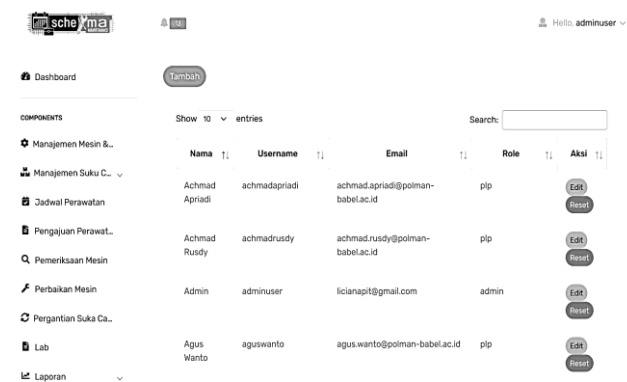 sche ma
12
Hello, adminuser
Dashboard
Tambah
COMPONENTS
Show 10 entries
Search:
Manajemen Mesin &...
Nama Username Email Role Aksi
Manajemen Suku C...
Achmad Apriadi achmadapriadi achmad.apriadi@polman-babel.ac.id plp Edit
Reset
Jadwal Perawatan
Pengajuan Perawat...
Achmad Rusdy achmadrusdy achmad.rusdy@polman-babel.ac.id plp Edit
Reset
Pemeriksaan Mesin
Perbaikan Mesin
Admin adminuser licianapit@gmail.com admin Edit
Reset
Pergantian Suka Ca...
Lab
Agus Wanto aguswanto agus.wanto@polman-babel.ac.id plp Edit
Reset
Laporan